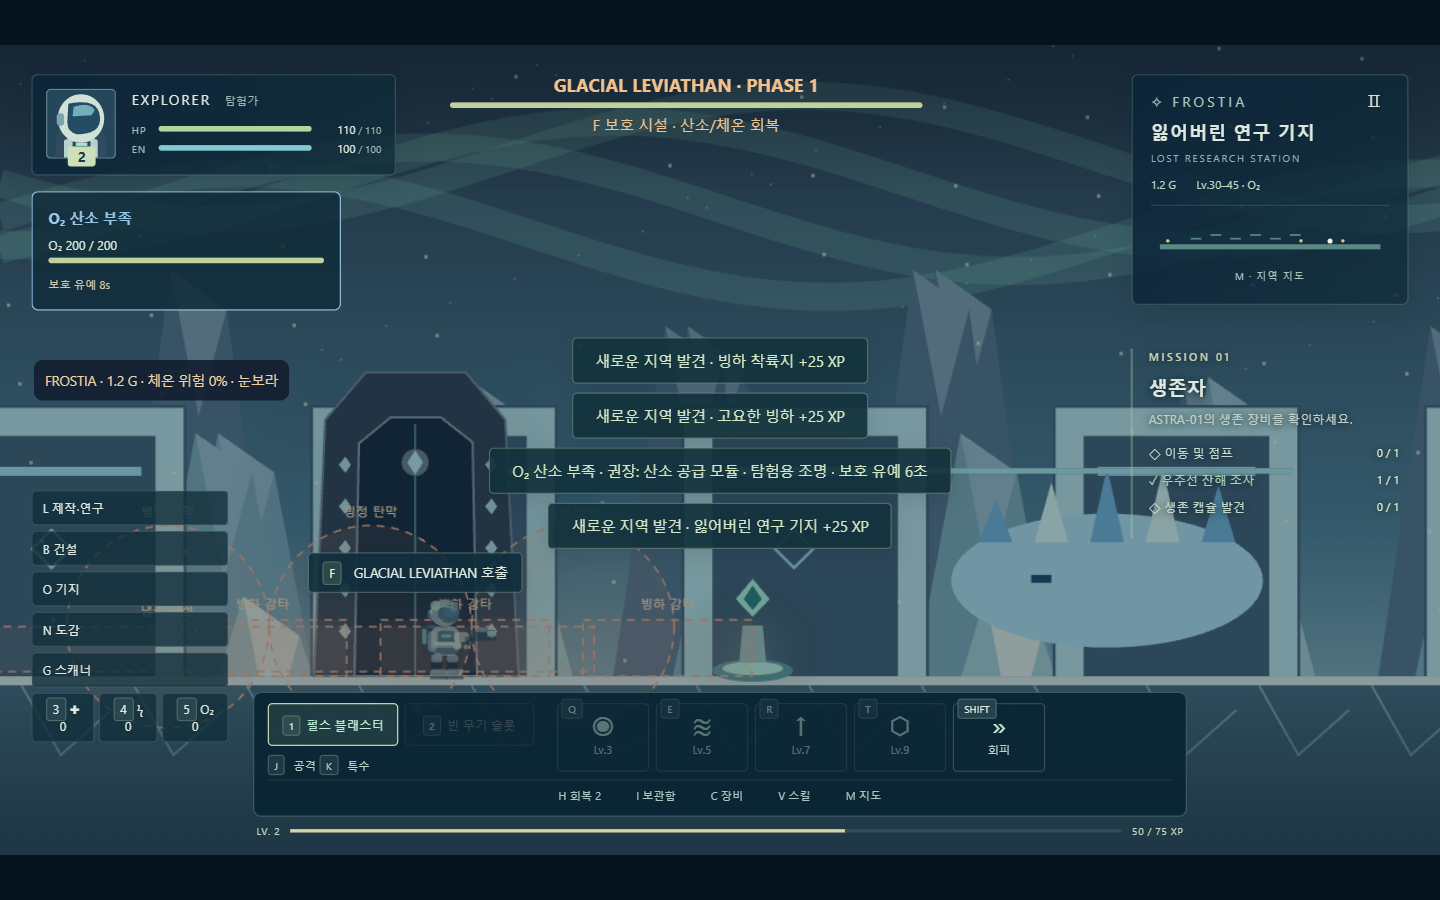 EXPLORER 탐험가
HP 110 / 110
EN 100 / 100
2
GLACIAL LEVIATHAN · PHASE 1
F 보호 시설 · 산소/체온 회복
✧ FROSTIA II
잃어버린 연구 기지
LOST RESEARCH STATION
1.2 G Lv.30–45 · O₂
M · 지역 지도
O₂ 산소 부족
O₂ 200 / 200
보호 유예 8s
FROSTIA · 1.2 G · 체온 위험 0% · 눈보라
새로운 지역 발견 · 빙하 착륙지 +25 XP
새로운 지역 발견 · 고요한 빙하 +25 XP
O₂ 산소 부족 · 권장: 산소 공급 모듈 · 탐험용 조명 · 보호 유예 6초
새로운 지역 발견 · 잃어버린 연구 기지 +25 XP
MISSION 01
생존자
ASTRA-01의 생존 장비를 확인하세요.
◇ 이동 및 점프 0 / 1
✓ 우주선 잔해 조사 1 / 1
◇ 생존 캡슐 발견 0 / 1
빙정 탄막
F GLACIAL LEVIATHAN 호출
빙하 강타
빙하 강타
빙하 강타
L 제작·연구
B 건설
O 기지
N 도감
G 스캐너
3 ✚ 0
4 0
5 O₂ 0
1 펄스 블래스터
2 빈 무기 슬롯
J 공격 K 특수
Q Lv.3
E Lv.5
R Lv.7
T Lv.9
SHIFT » 회피
H 회복 2 I 보관함 C 장비 V 스킬 M 지도
LV. 2 50 / 75 XP